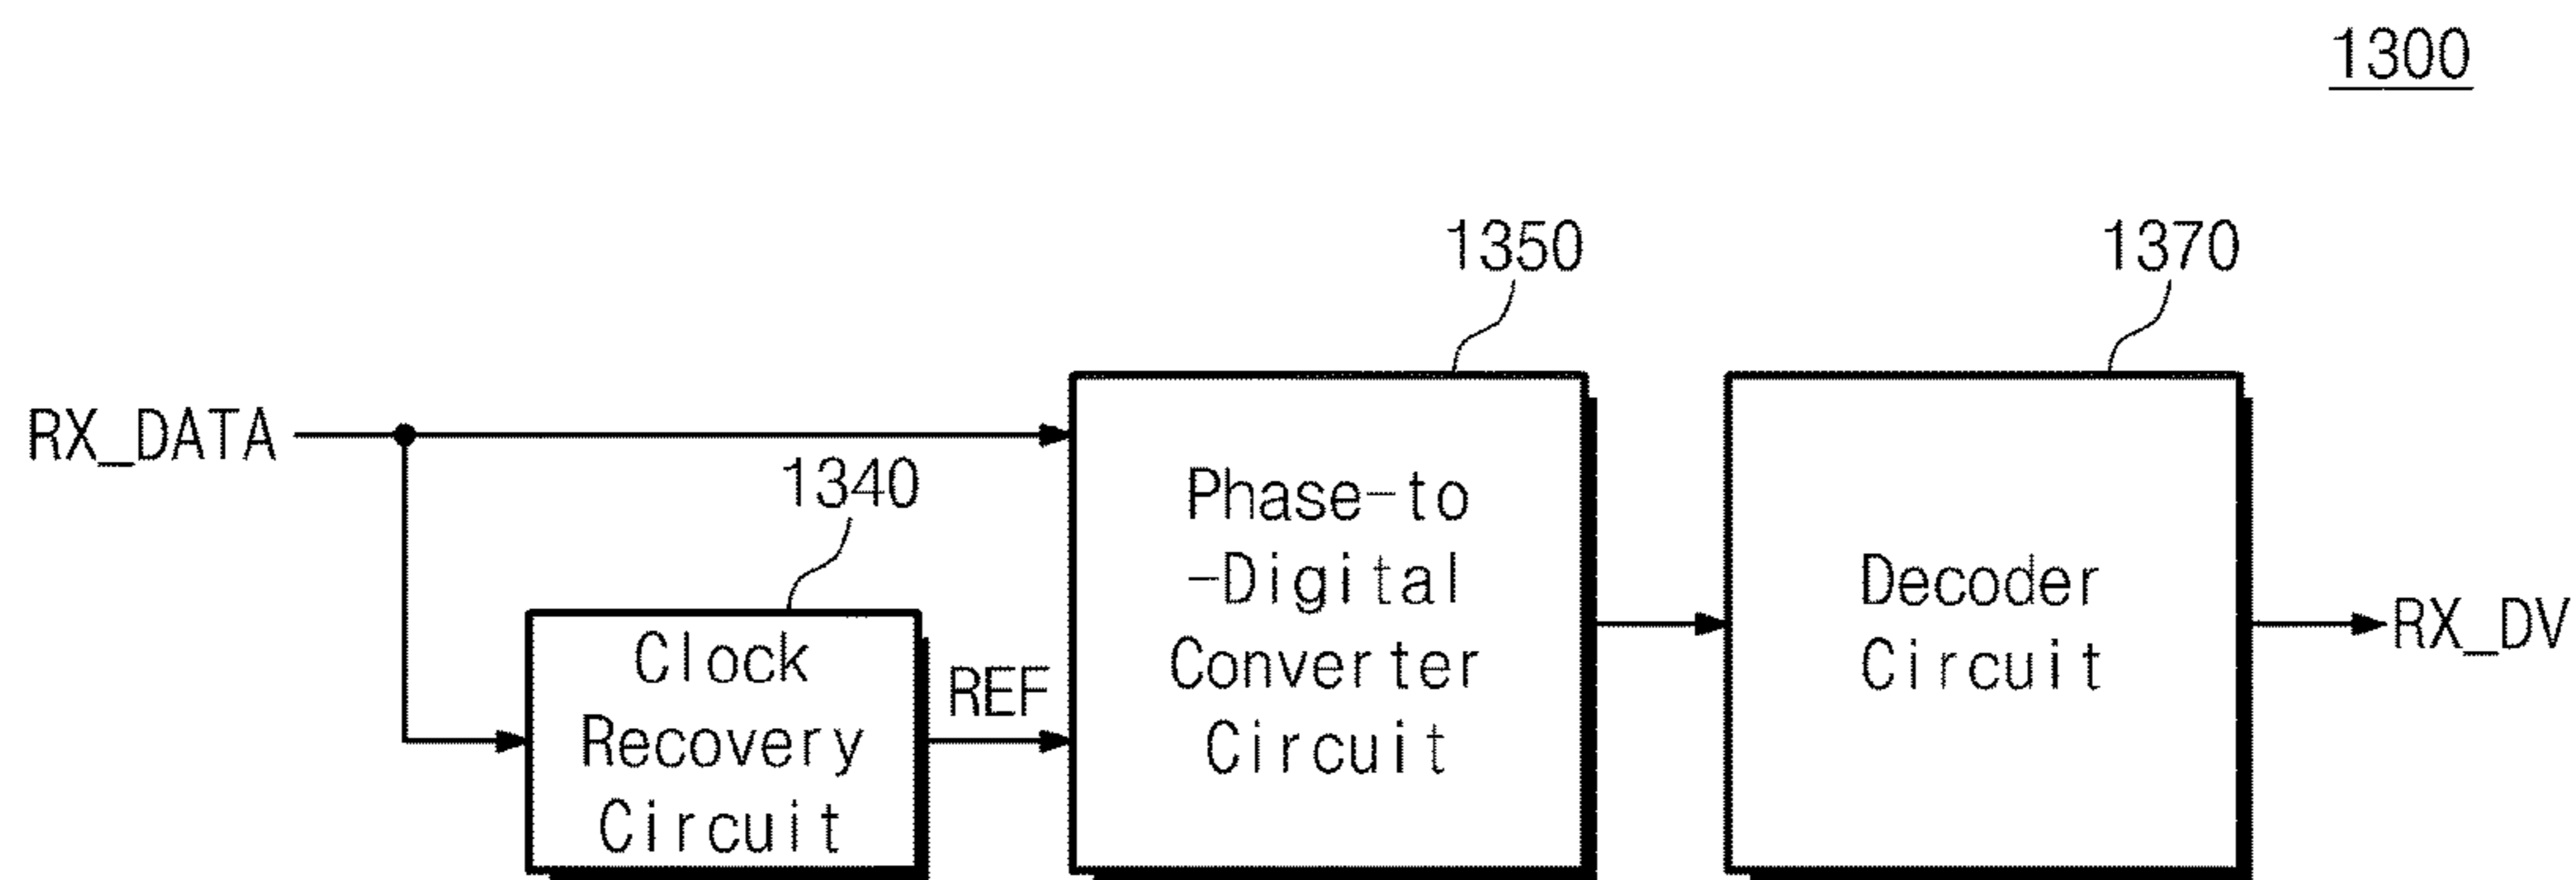 1300
1350
1370
RX_DATA
1340
Phase-to
-Digital
Converter
Circuit
Decoder
Circuit
RX_DV
Clock
Recovery
Circuit
REF